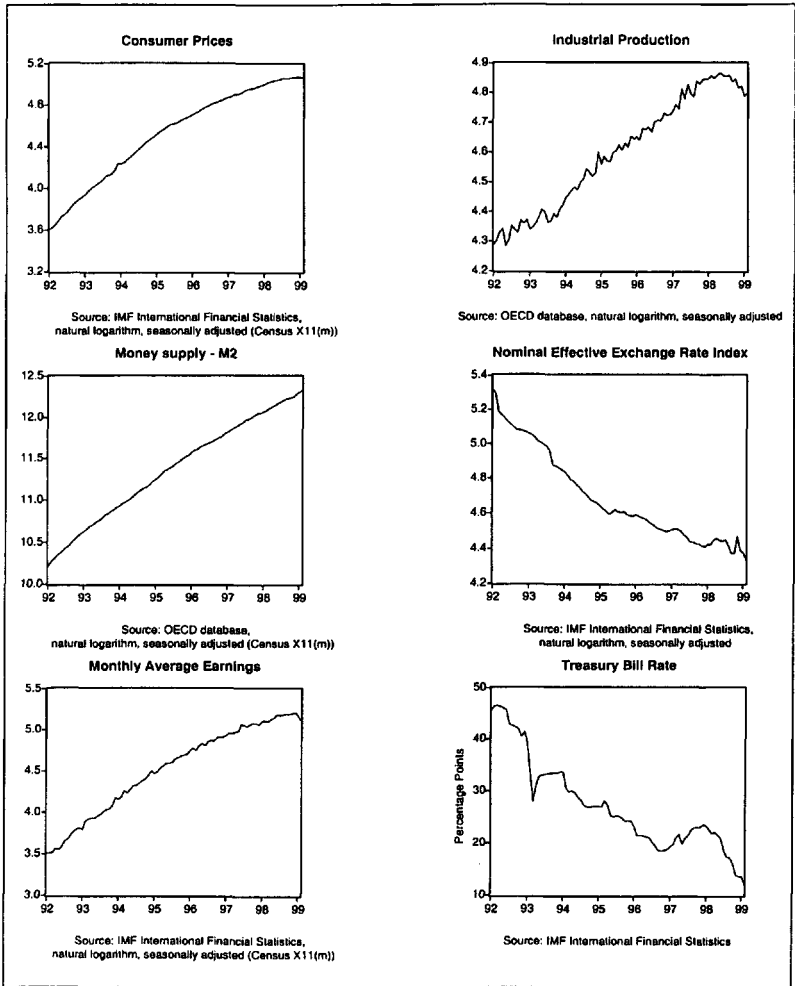 Consumer Prices
5.2
4.8
4.4
4.0
3.6
3.2
92 93 94 95 96 97 98 99
Source: IMF International Financial Statistics,
natural logarithm, seasonally adjusted (Census X11(m))
Industrial Production
4.9
4.8
4.7
4.6
4.5
4.4
4.3
4.2
92 93 94 95 96 97 98 99
Source: OECD database, natural logarithm, seasonally adjusted
Money supply - M2
12.5
12.0
11.5
11.0
10.5
10.0
92 93 94 95 96 97 98 99
Source: OECD database,
natural logarithm, seasonally adjusted (Census X11(m))
Nominal Effective Exchange Rate Index
5.4
5.2
5.0
4.8
4.6
4.4
4.2
92 93 94 95 96 97 98 99
Source: IMF International Financial Statistics,
natural logarithm, seasonally adjusted
Monthly Average Earnings
5.5
5.0
4.5
4.0
3.5
3.0
92 93 94 95 96 97 98 99
Source: IMF International Financial Statistics,
natural logarithm, seasonally adjusted (Census X11(m))
Treasury Bill Rate
Percentage Points
50
40
30
20
10
92 93 94 95 96 97 98 99
Source: IMF International Financial Statistics